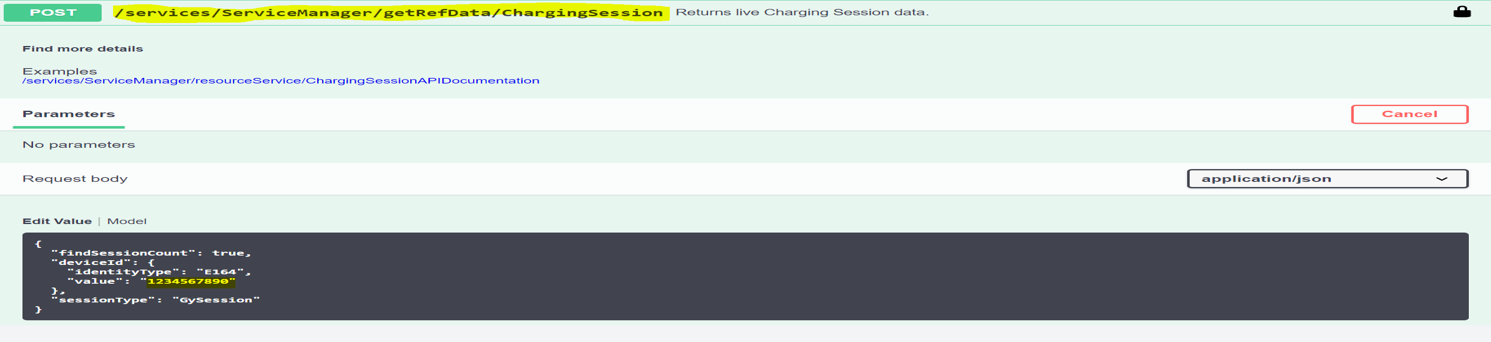 POST /services/ServiceManager/getRefData/ChargingSession Returns live Charging Session data.
Find more details
Examples
/services/ServiceManager/resourceService/ChargingSessionAPIDocumentation
Parameters Cancel
No parameters
Request body application/json
Edit Value | Model
{
"findSessionCount": true,
"deviceId": {
"identityType": "E164",
"value": "1234567890"
},
"sessionType": "GySession"
}